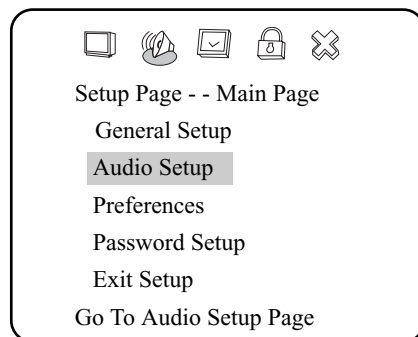 Setup Page - - Main Page
General Setup
Audio Setup
Preferences
Password Setup
Exit Setup
Go To Audio Setup Page